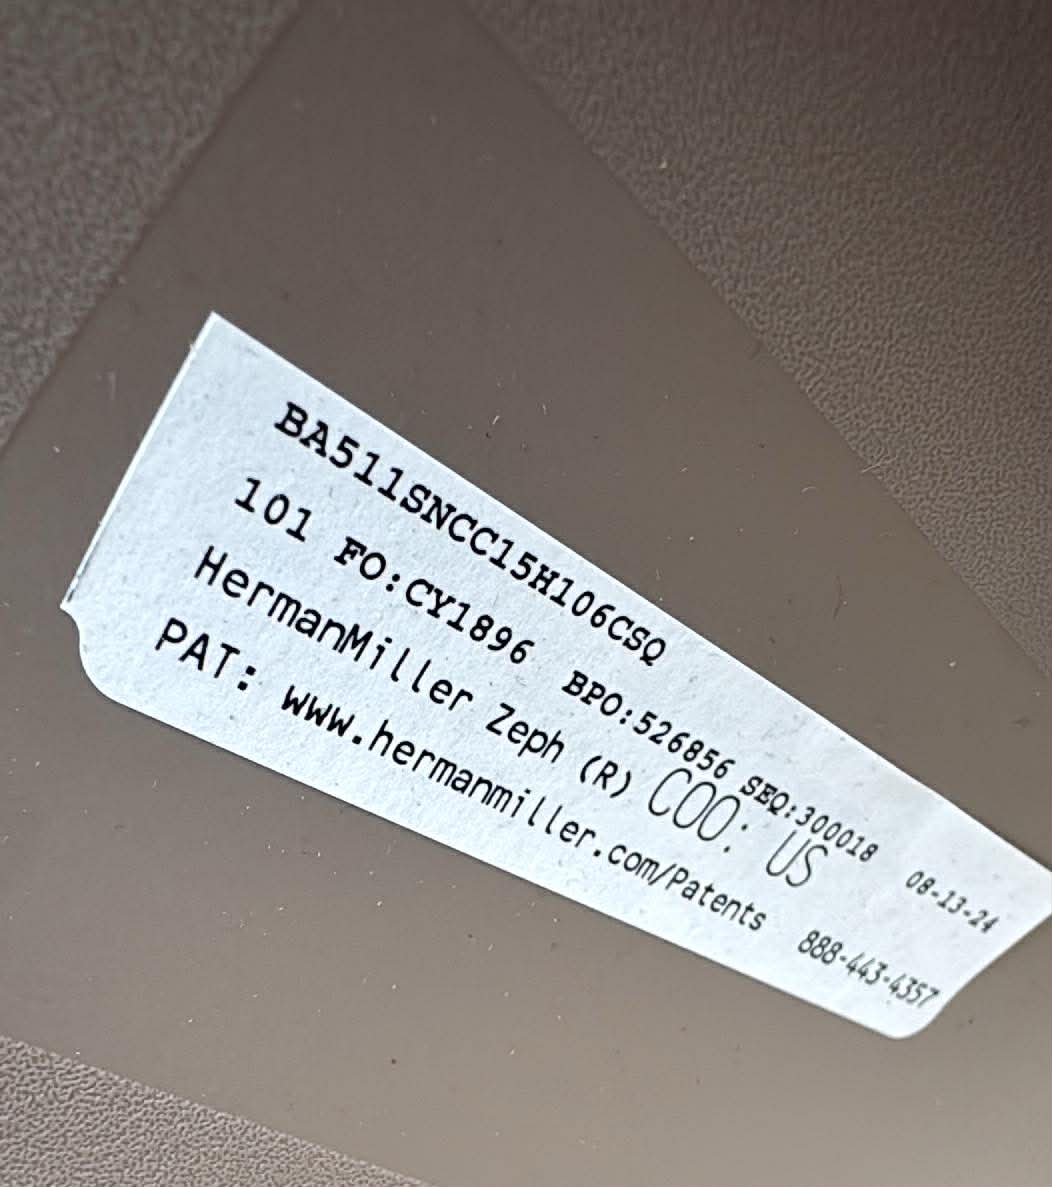 BA511SNCC15H106CSQ
101 FO:CY1896 BPO:526856 SEQ:300018 08-13-24
HermanMiller Zeph (R) COO: US
PAT: www.hermanmiller.com/Patents 888-443-4357